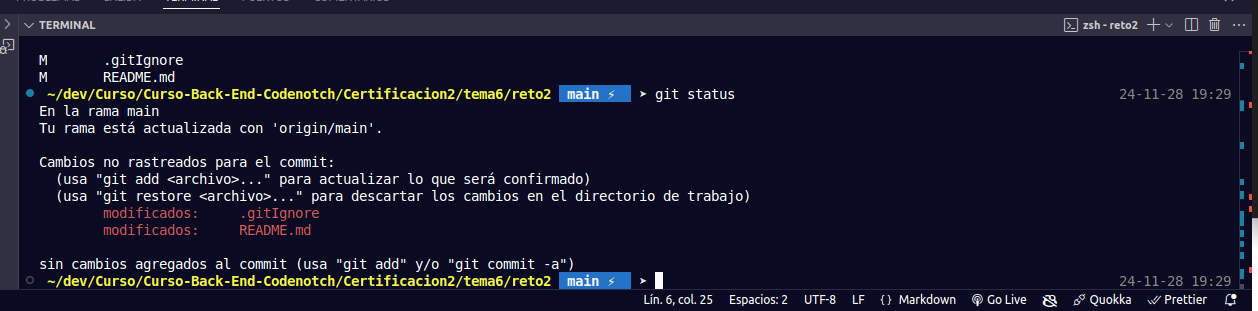 TERMINAL
zsh - reto2
M .gitIgnore
M README.md
~/dev/Curso/Curso-Back-End-Codenotch/Certificacion2/tema6/reto2 main ⚡ ➤ git status 24-11-28 19:29
En la rama main
Tu rama está actualizada con 'origin/main'.
Cambios no rastreados para el commit:
(usa "git add <archivo>..." para actualizar lo que será confirmado)
(usa "git restore <archivo>..." para descartar los cambios en el directorio de trabajo)
modificados: .gitIgnore
modificados: README.md
sin cambios agregados al commit (usa "git add" y/o "git commit -a")
~/dev/Curso/Curso-Back-End-Codenotch/Certificacion2/tema6/reto2 main ⚡ ➤ 24-11-28 19:29
Lín. 6, col. 25 Espacios: 2 UTF-8 LF {} Markdown Go Live Quokka Prettier